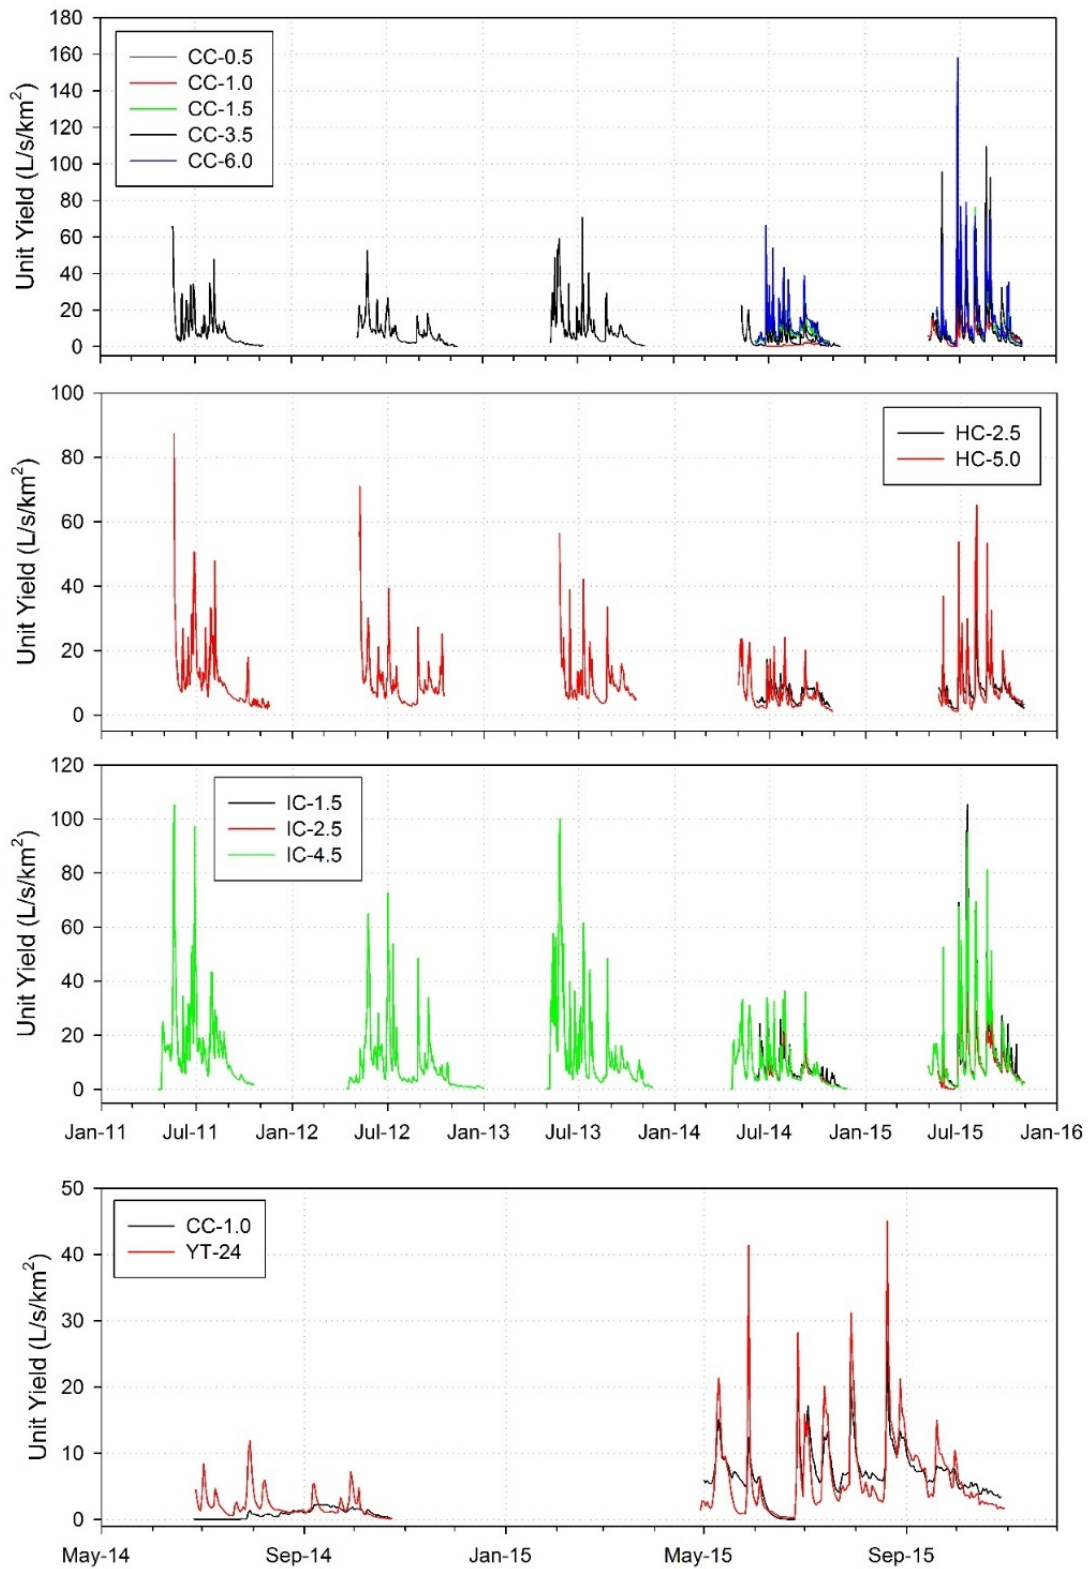 180
160
140
120
100
80
60
40
20
0
Unit Yield (L/s/km²)
CC-0.5
CC-1.0
CC-1.5
CC-3.5
CC-6.0
100
80
60
40
20
0
Unit Yield (L/s/km²)
HC-2.5
HC-5.0
120
100
80
60
40
20
0
Unit Yield (L/s/km²)
IC-1.5
IC-2.5
IC-4.5
Jan-11 Jul-11 Jan-12 Jul-12 Jan-13 Jul-13 Jan-14 Jul-14 Jan-15 Jul-15 Jan-16
50
40
30
20
10
0
Unit Yield (L/s/km²)
CC-1.0
YT-24
May-14 Sep-14 Jan-15 May-15 Sep-15